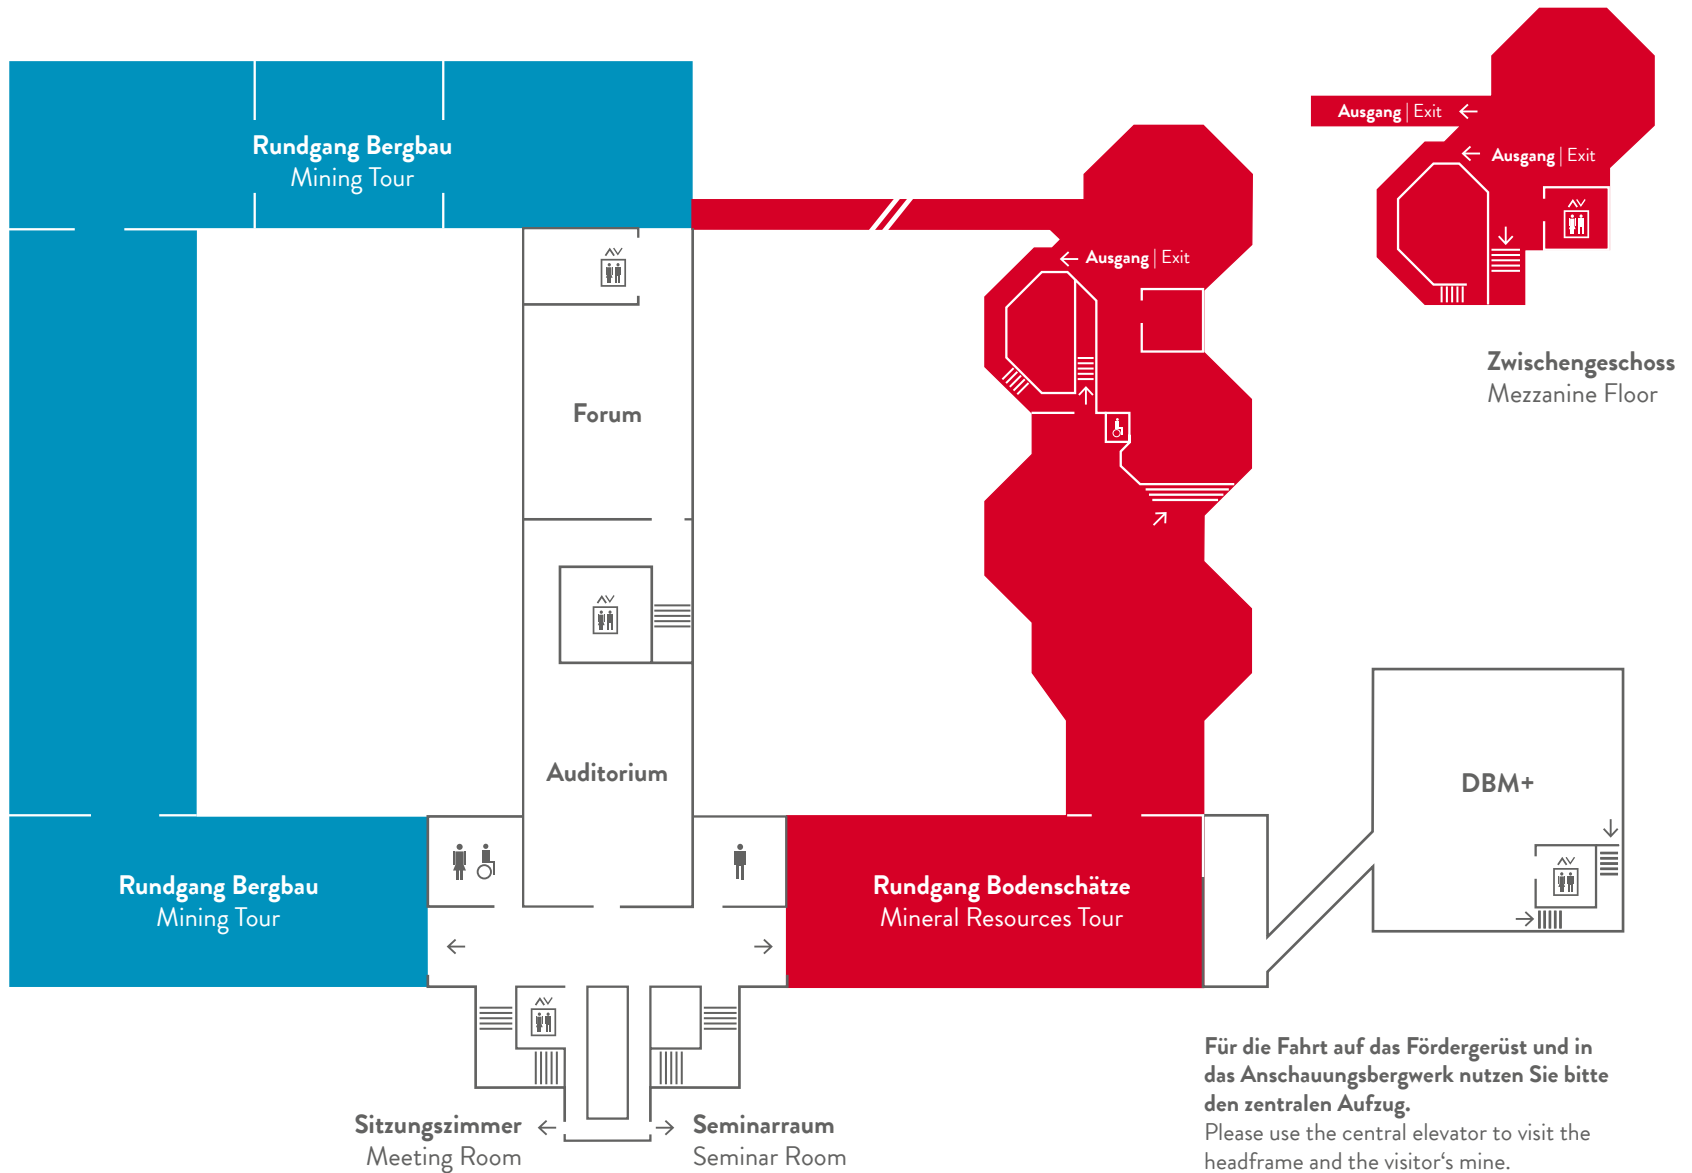 Ausgang | Exit
Ausgang | Exit
Rundgang Bergbau
Mining Tour
Ausgang | Exit
Zwischengeschoss
Mezzanine Floor
Forum
Auditorium
DBM+
Rundgang Bergbau
Mining Tour
Rundgang Bodenschätze
Mineral Resources Tour
Sitzungszimmer
Meeting Room
Seminarraum
Seminar Room
Für die Fahrt auf das Fördergerüst und in
das Anschauungsbergwerk nutzen Sie bitte
den zentralen Aufzug.
Please use the central elevator to visit the
headframe and the visitor‘s mine.